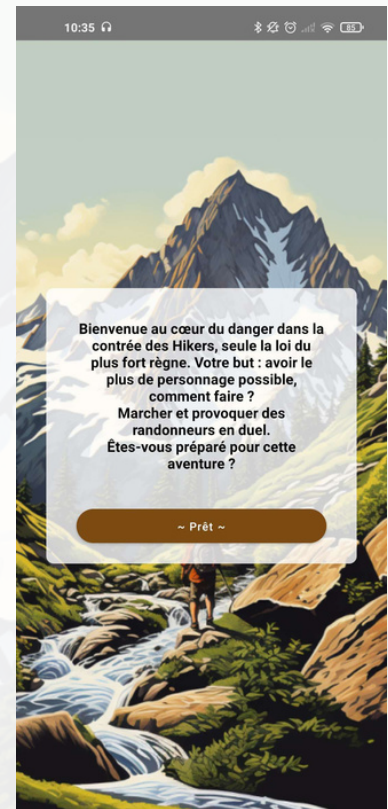 10:35
85
Bienvenue au cœur du danger dans la
contrée des Hikers, seule la loi du
plus fort règne. Votre but : avoir le
plus de personnage possible,
comment faire ?
Marcher et provoquer des
randonneurs en duel.
Êtes-vous préparé pour cette
aventure ?
~ Prêt ~